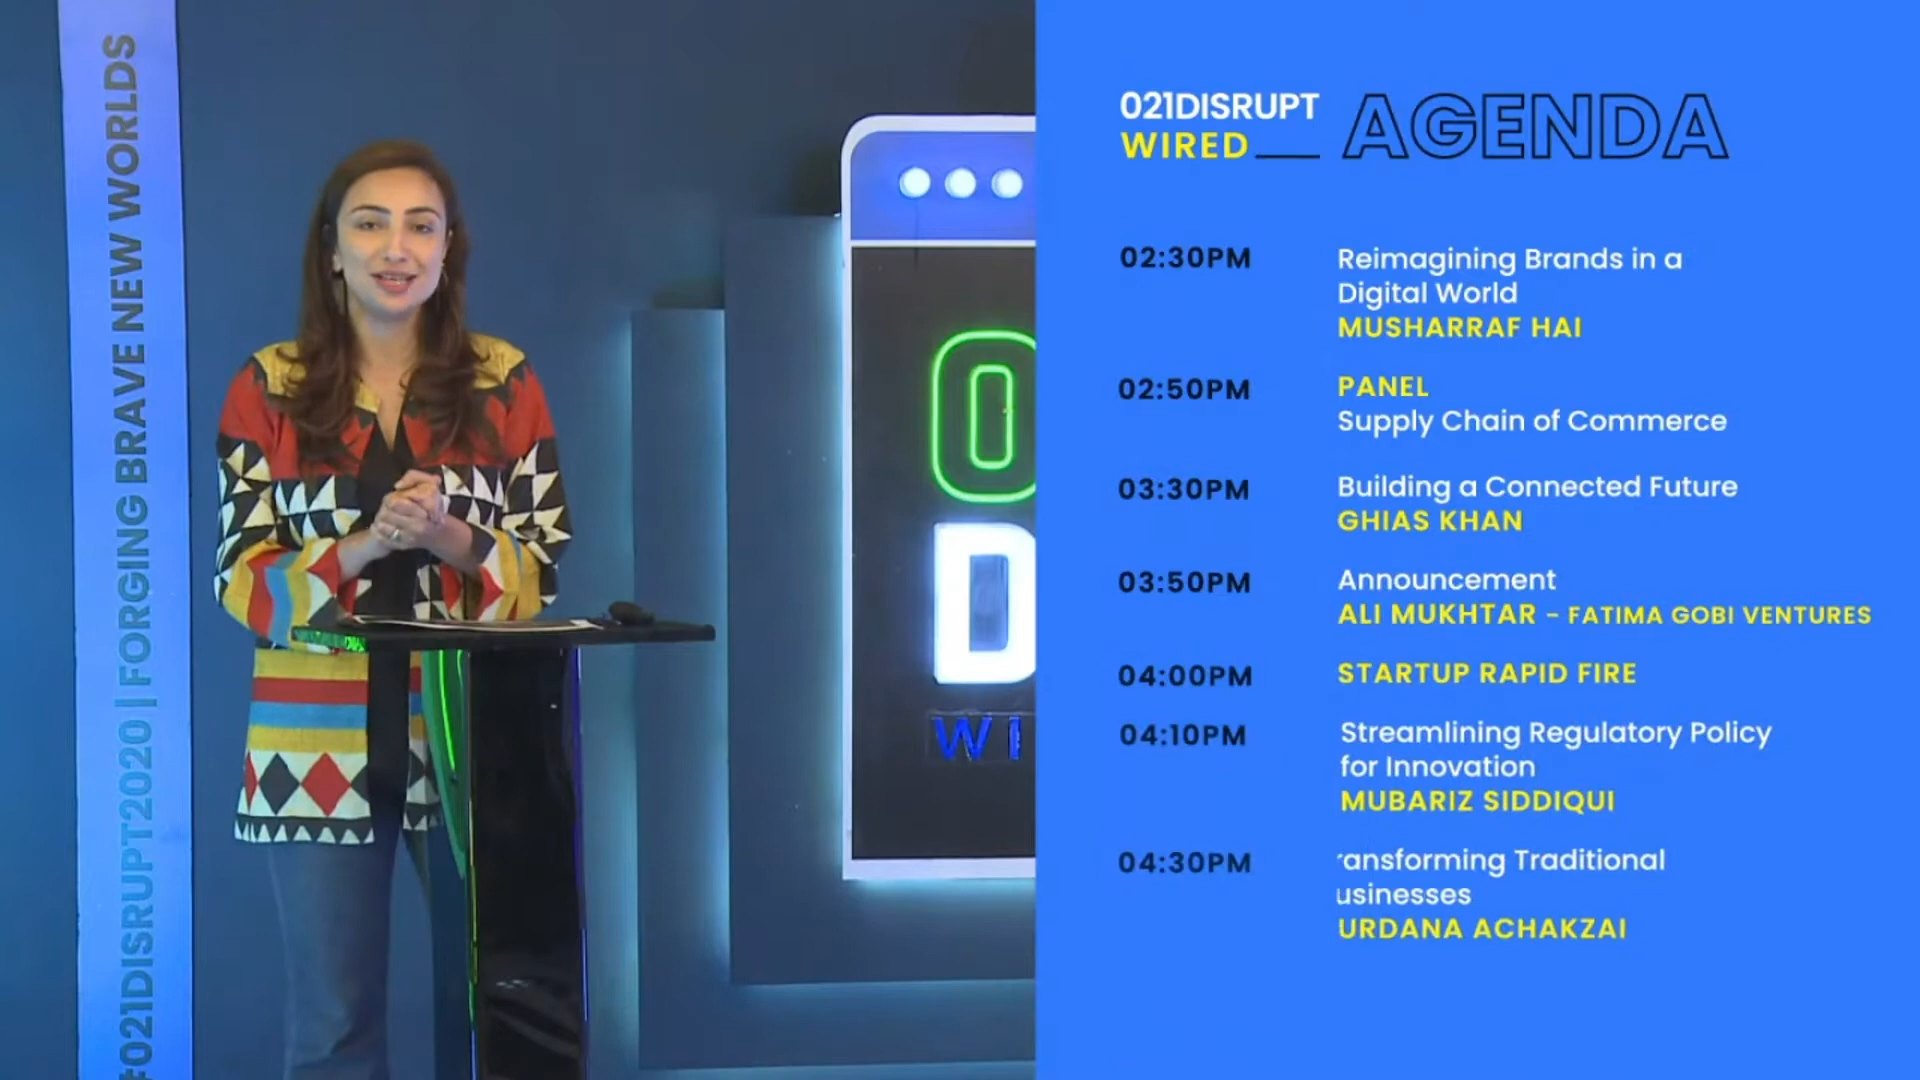 #021DISRUPT2020 | FORGING BRAVE NEW WORLDS
0
D
WI
021DISRUPT
WIRED
AGENDA
02:30PM
Reimagining Brands in a
Digital World
MUSHARRAF HAI
02:50PM
PANEL
Supply Chain of Commerce
03:30PM
Building a Connected Future
GHIAS KHAN
03:50PM
Announcement
ALI MUKHTAR - FATIMA GOBI VENTURES
04:00PM
STARTUP RAPID FIRE
04:10PM
Streamlining Regulatory Policy
for Innovation
MUBARIZ SIDDIQUI
04:30PM
ransforming Traditional
usinesses
URDANA ACHAKZAI